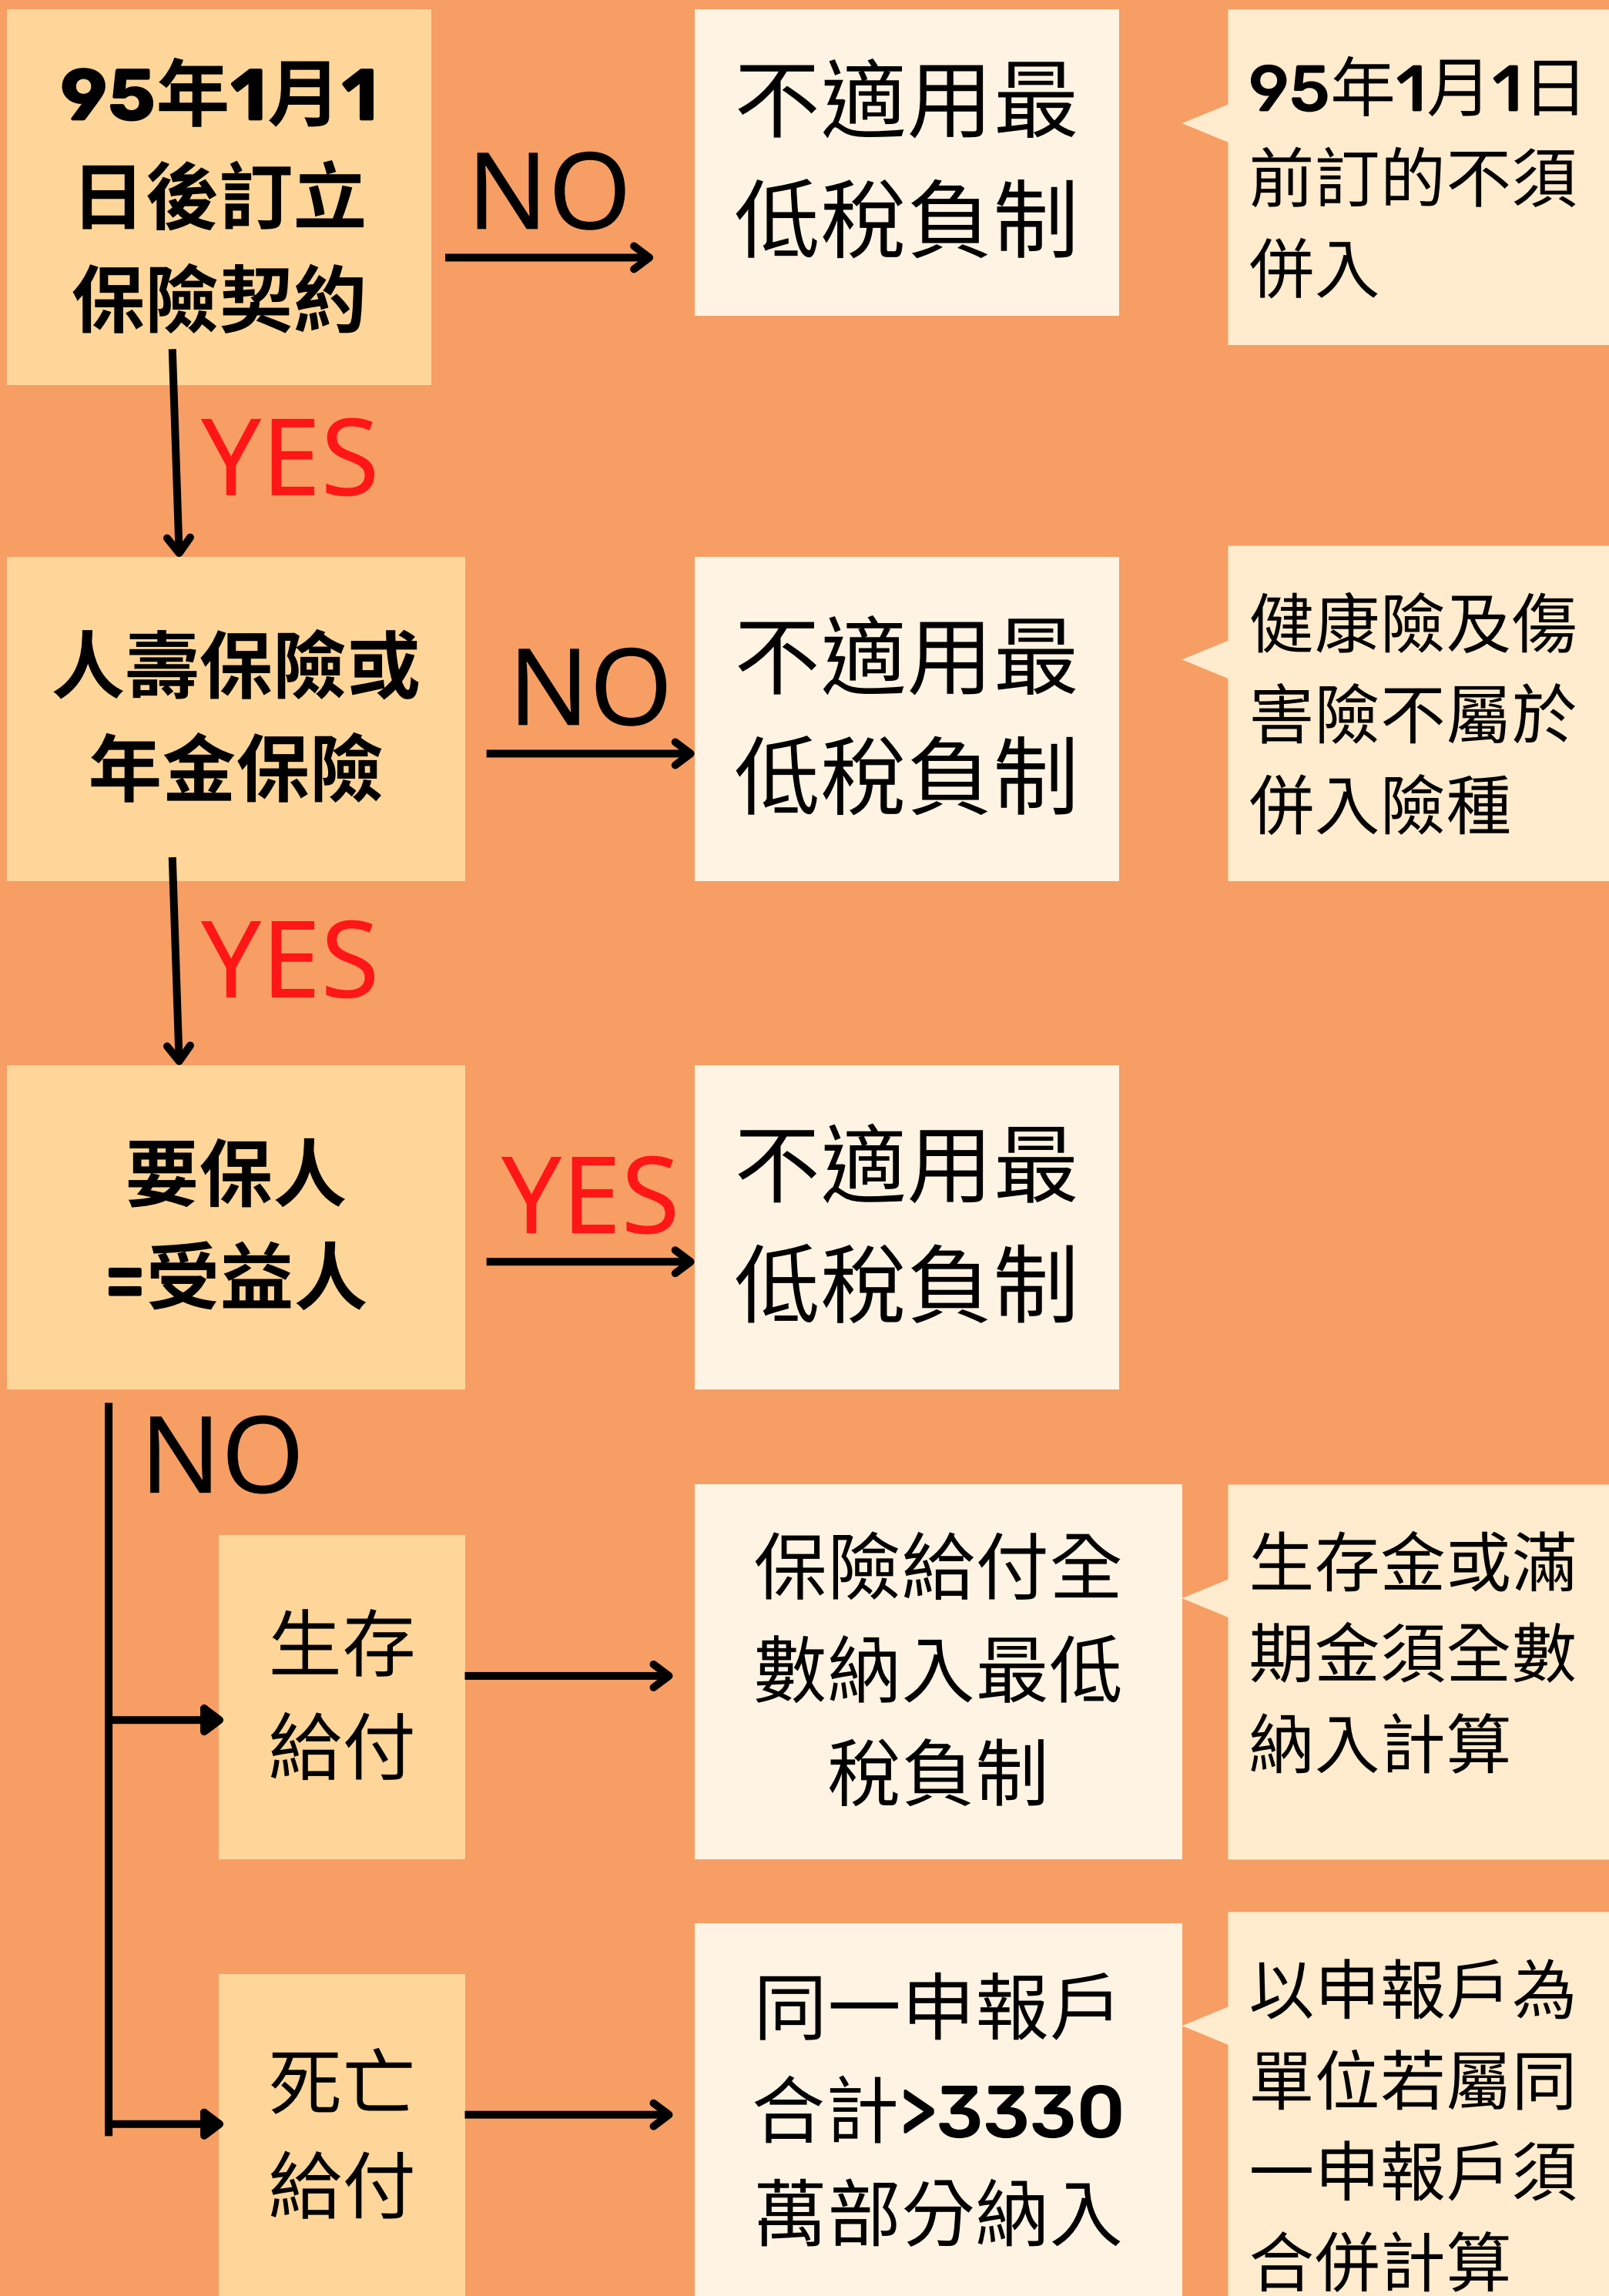 95年1月1
日後訂立
保險契約
NO
不適用最
低稅負制
95年1月1日
前訂的不須
併入
YES
人壽保險或
年金保險
NO
不適用最
低稅負制
健康險及傷
害險不屬於
併入險種
YES
要保人
=受益人
YES
不適用最
低稅負制
NO
生存
給付
保險給付全
數納入最低
稅負制
生存金或滿
期金須全數
納入計算
死亡
給付
同一申報戶
合計>3330
萬部分納入
以申報戶為
單位若屬同
一申報戶須
合併計算